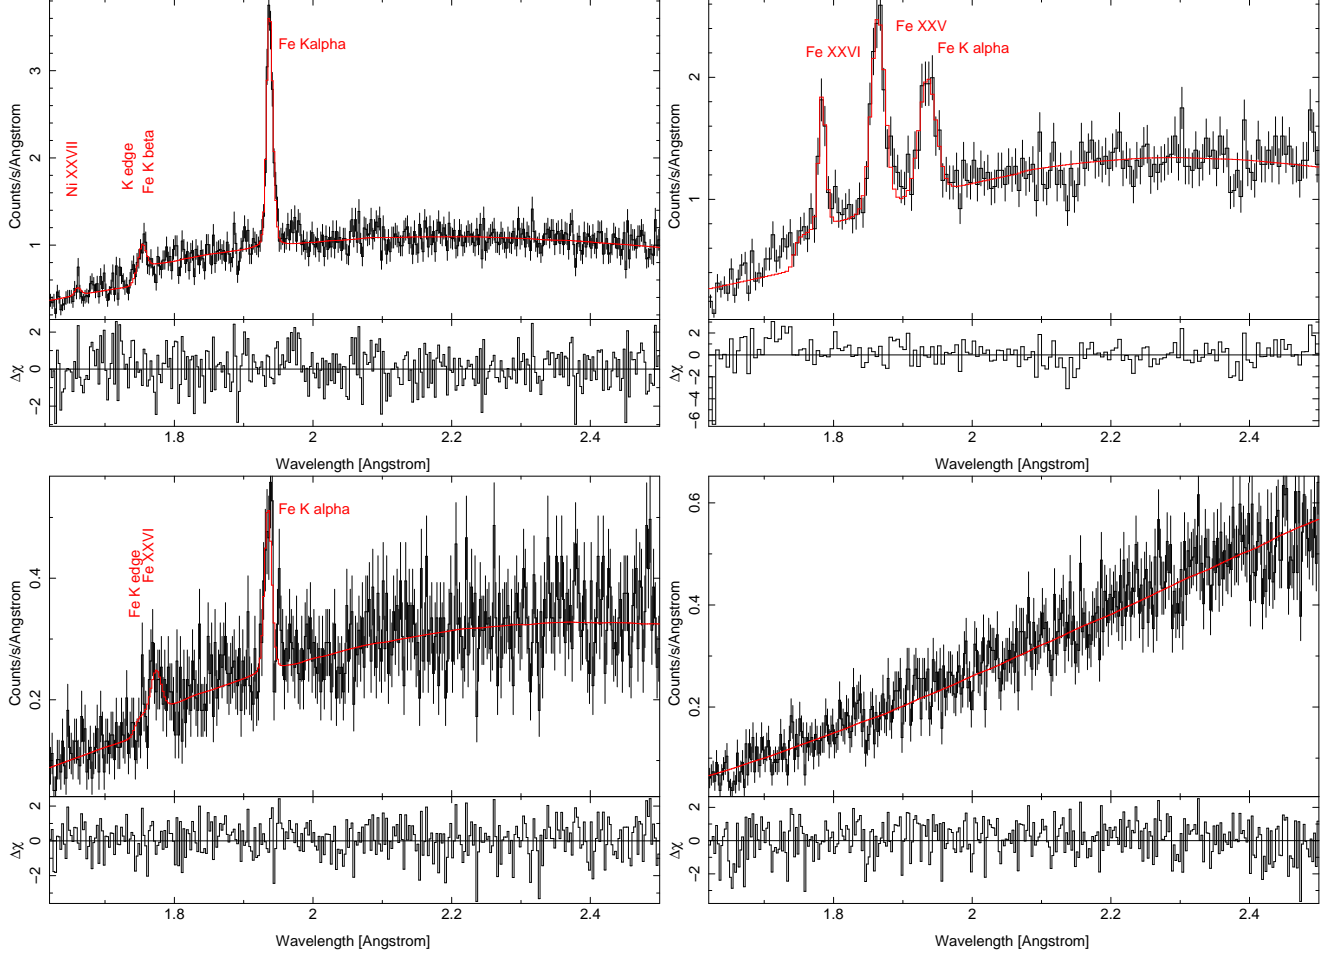 Fe Kalpha
Ni XXVII
K edge
Fe K beta
Counts/s/Angstrom
3
2
1
Δχ
2
0
−2
1.8
2
2.2
2.4
Wavelength [Angstrom]
Fe XXVI
Fe XXV
Fe K alpha
Counts/s/Angstrom
2
1
Δχ
2
0
−2
−4
−6
1.8
2
2.2
2.4
Wavelength [Angstrom]
Fe K alpha
Fe K edge
Fe XXVI
Counts/s/Angstrom
0.4
0.2
Δχ
2
0
−2
1.8
2
2.2
2.4
Wavelength [Angstrom]
Counts/s/Angstrom
0.6
0.4
0.2
Δχ
2
0
−2
1.8
2
2.2
2.4
Wavelength [Angstrom]